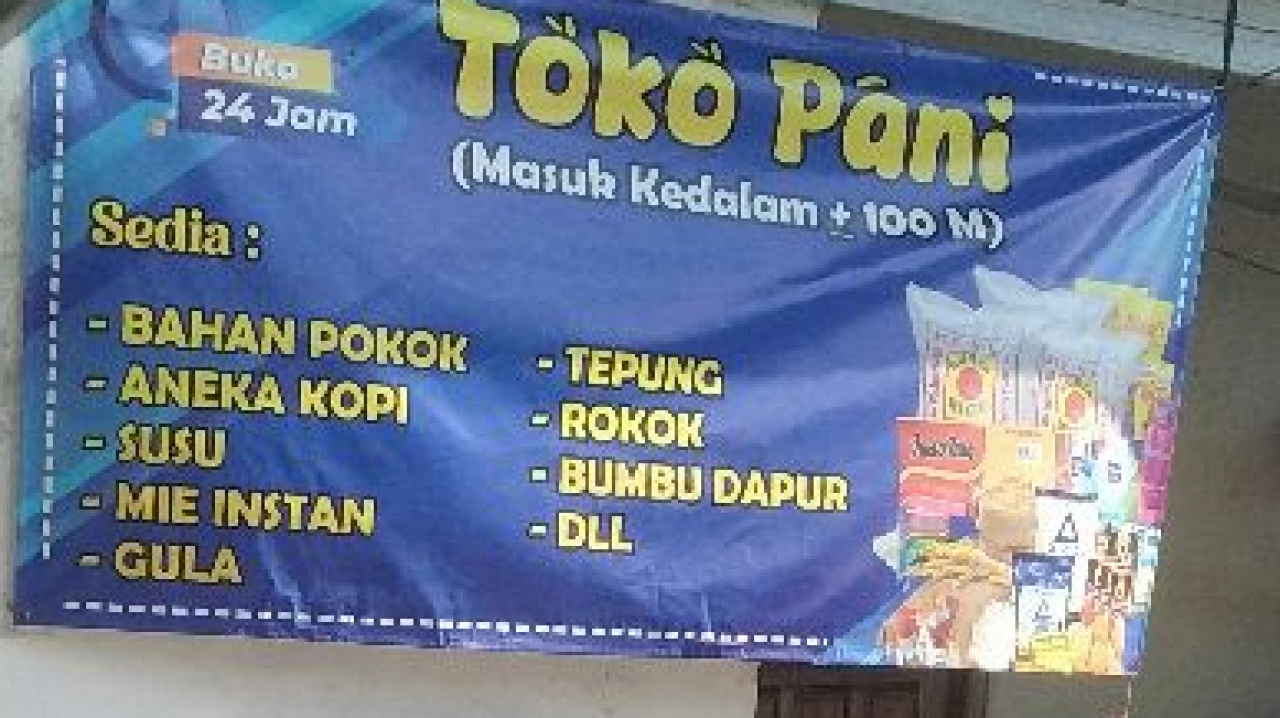 Buka
24 Jam
Toko Pani
(Masuk Kedalam ± 100 M)
Sedia :
- BAHAN POKOK
- ANEKA KOPI
- SUSU
- MIE INSTAN
- GULA
- TEPUNG
- ROKOK
- BUMBU DAPUR
- DLL